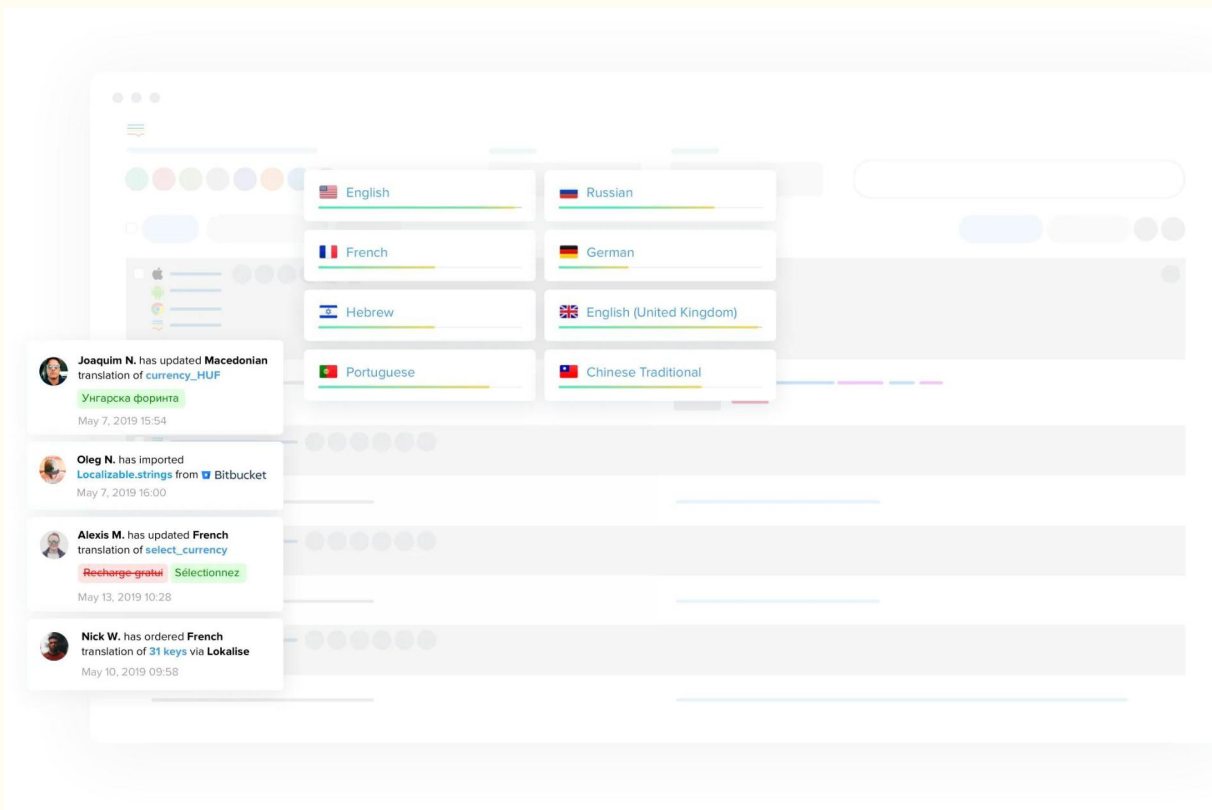 English
Russian
French
German
Hebrew
English (United Kingdom)
Portuguese
Chinese Traditional
Joaquim N. has updated Macedonian
translation of currency_HUF
Унгарска форинта
May 7, 2019 15:54
Oleg N. has imported
Localizable.strings from Bitbucket
May 7, 2019 16:00
Alexis M. has updated French
translation of select_currency
Recharge gratui Sélectionnez
May 13, 2019 10:28
Nick W. has ordered French
translation of 31 keys via Lokalise
May 10, 2019 09:58